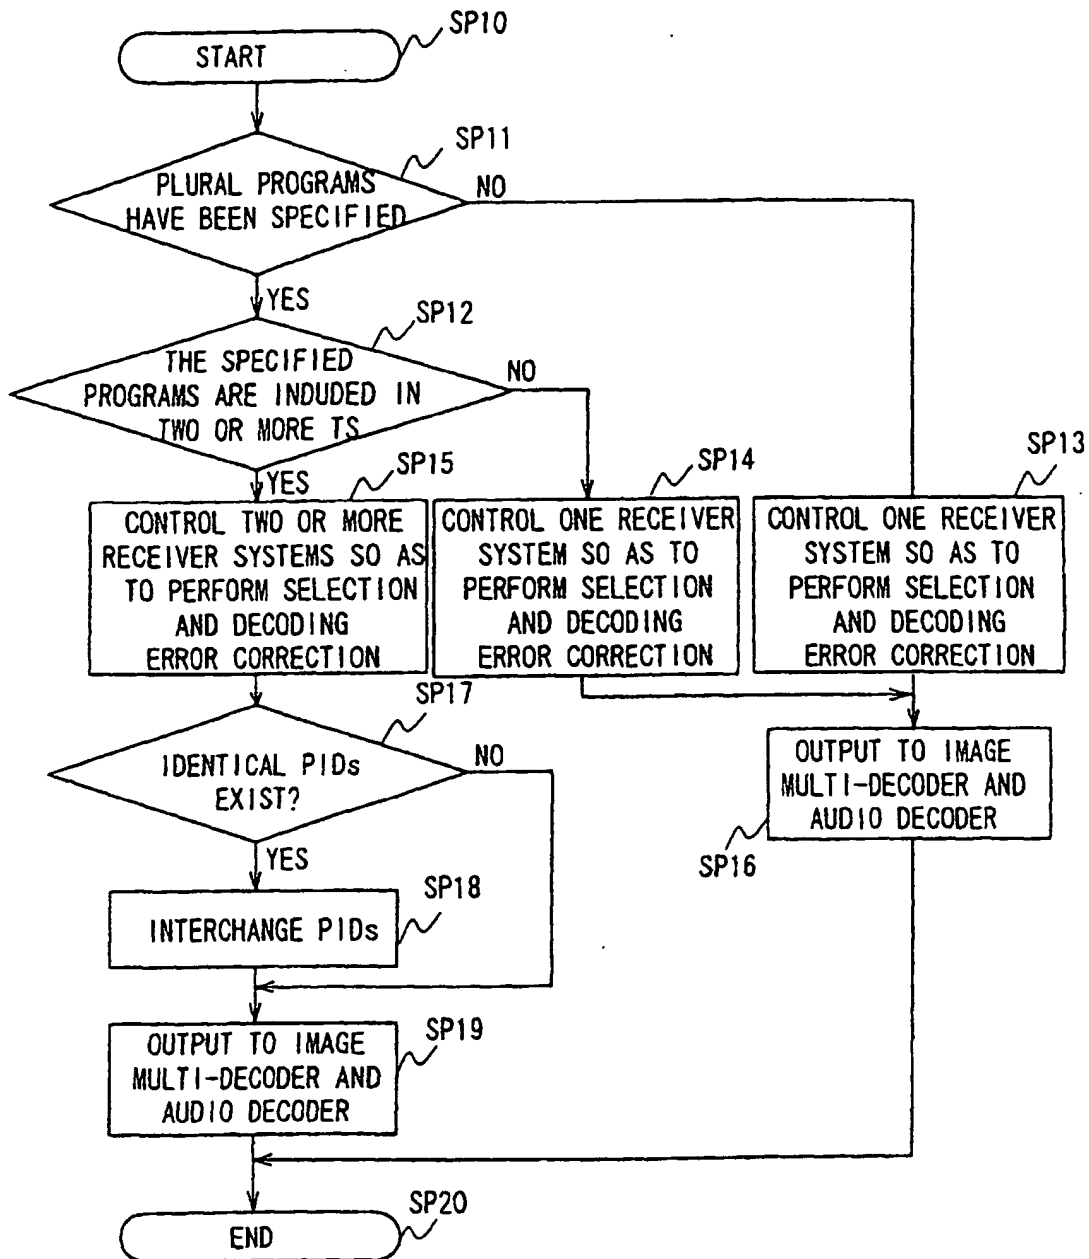 SP10
START
SP11
PLURAL PROGRAMS
HAVE BEEN SPECIFIED
NO
YES
SP12
THE SPECIFIED
PROGRAMS ARE INDUDED IN
TWO OR MORE TS
NO
YES
SP15
CONTROL TWO OR MORE
RECEIVER SYSTEMS SO AS
TO PERFORM SELECTION
AND DECODING
ERROR CORRECTION
SP14
CONTROL ONE RECEIVER
SYSTEM SO AS TO
PERFORM SELECTION
AND DECODING
ERROR CORRECTION
SP13
CONTROL ONE RECEIVER
SYSTEM SO AS TO
PERFORM SELECTION
AND DECODING
ERROR CORRECTION
SP17
IDENTICAL PIDs
EXIST?
NO
YES
OUTPUT TO IMAGE
MULTI-DECODER AND
AUDIO DECODER
SP16
SP18
INTERCHANGE PIDs
SP19
OUTPUT TO IMAGE
MULTI-DECODER AND
AUDIO DECODER
SP20
END